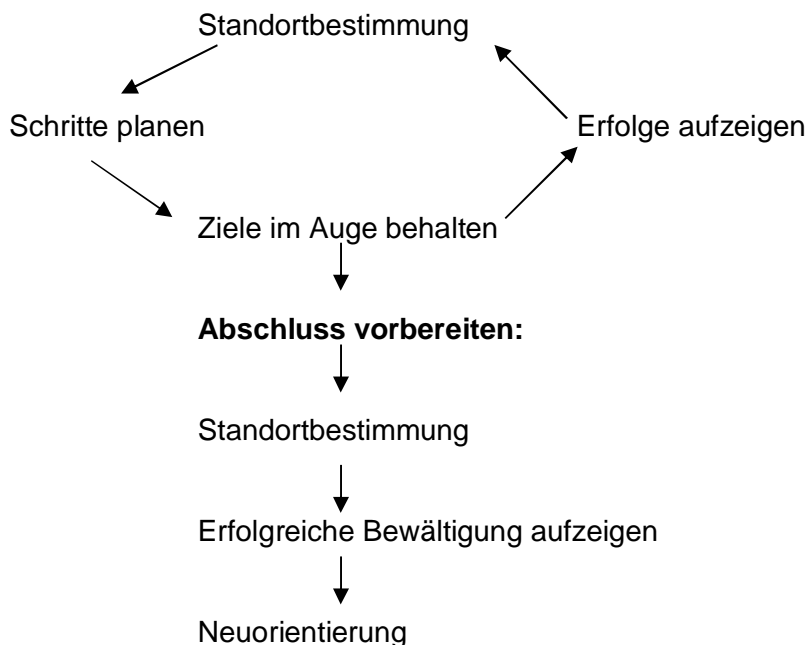 Standortbestimmung
Schritte planen
Erfolge aufzeigen
Ziele im Auge behalten
Abschluss vorbereiten:
Standortbestimmung
Erfolgreiche Bewältigung aufzeigen
Neuorientierung